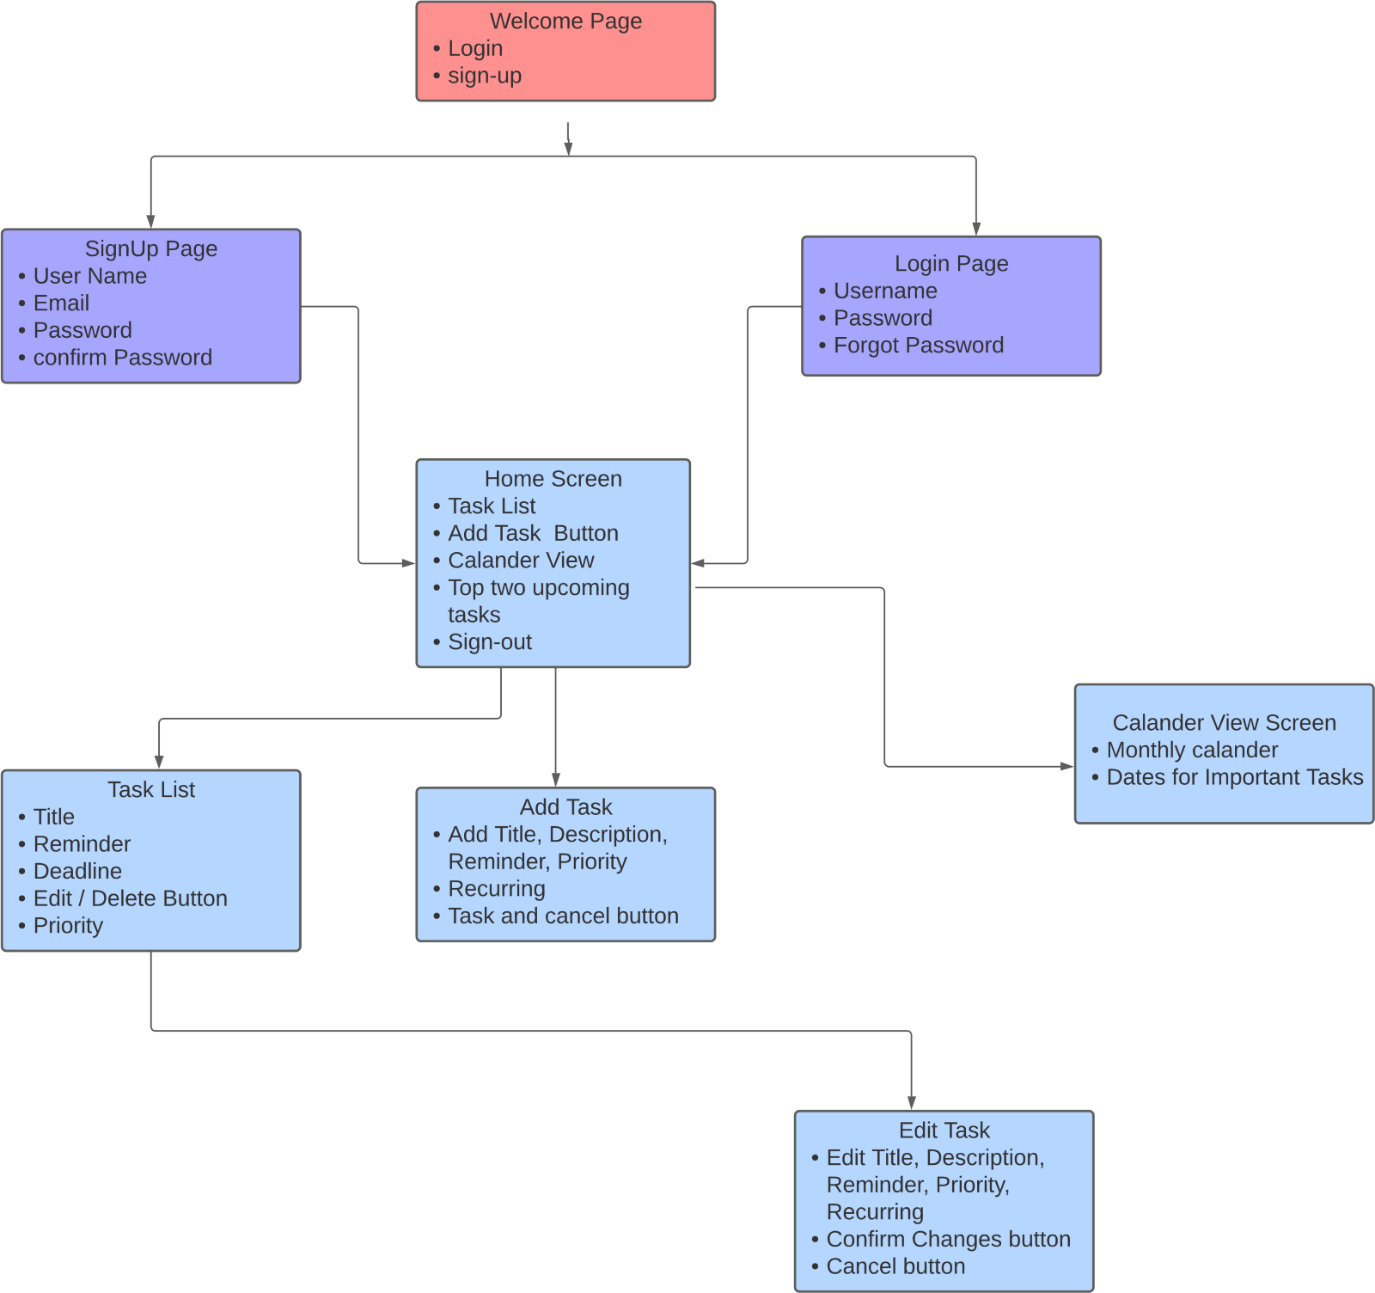 Welcome Page
• Login
• sign-up
SignUp Page
• User Name
• Email
• Password
• confirm Password
Login Page
• Username
• Password
• Forgot Password
Home Screen
• Task List
• Add Task  Button
• Calander View
• Top two upcoming
tasks
• Sign-out
Calander View Screen
• Monthly calander
• Dates for Important Tasks
Task List
• Title
• Reminder
• Deadline
• Edit / Delete Button
• Priority
Add Task
• Add Title, Description,
Reminder, Priority
• Recurring
• Task and cancel button
Edit Task
• Edit Title, Description,
Reminder, Priority,
Recurring
• Confirm Changes button
• Cancel button